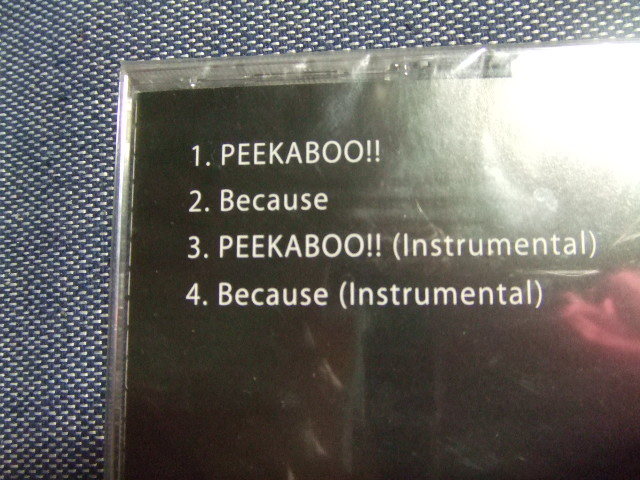 1. PEEKABOO!!
2. Because
3. PEEKABOO!! (Instrumental)
4. Because (Instrumental)